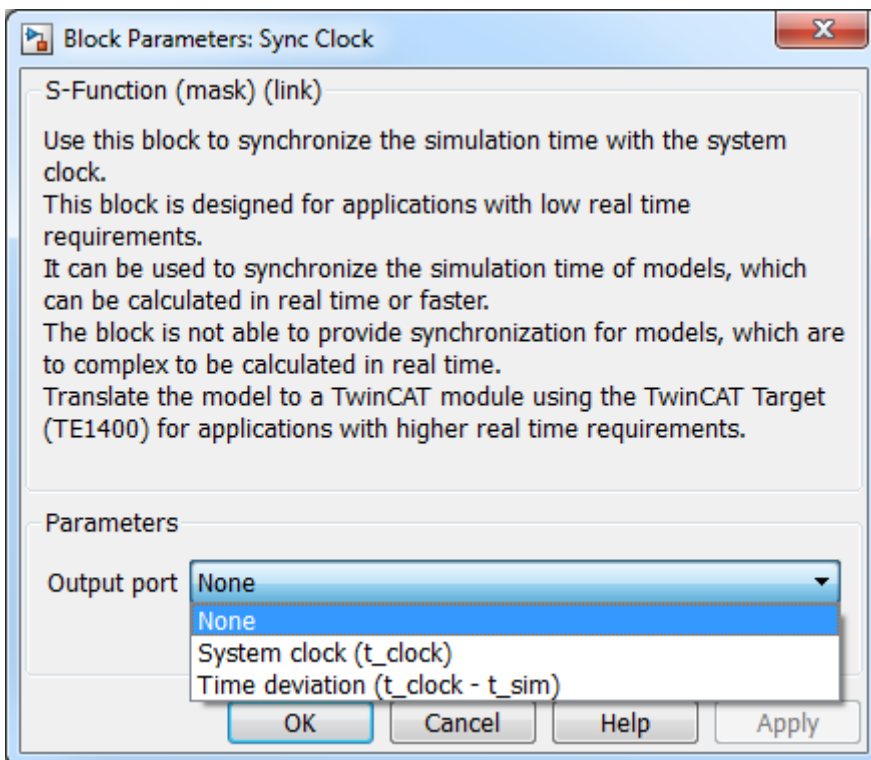 Block Parameters: Sync Clock
S-Function (mask) (link)
Use this block to synchronize the simulation time with the system
clock.
This block is designed for applications with low real time
requirements.
It can be used to synchronize the simulation time of models, which
can be calculated in real time or faster.
The block is not able to provide synchronization for models, which are
to complex to be calculated in real time.
Translate the model to a TwinCAT module using the TwinCAT Target
(TE1400) for applications with higher real time requirements.
Parameters
Output port None
None
System clock (t_clock)
Time deviation (t_clock - t_sim)
OK Cancel Help Apply